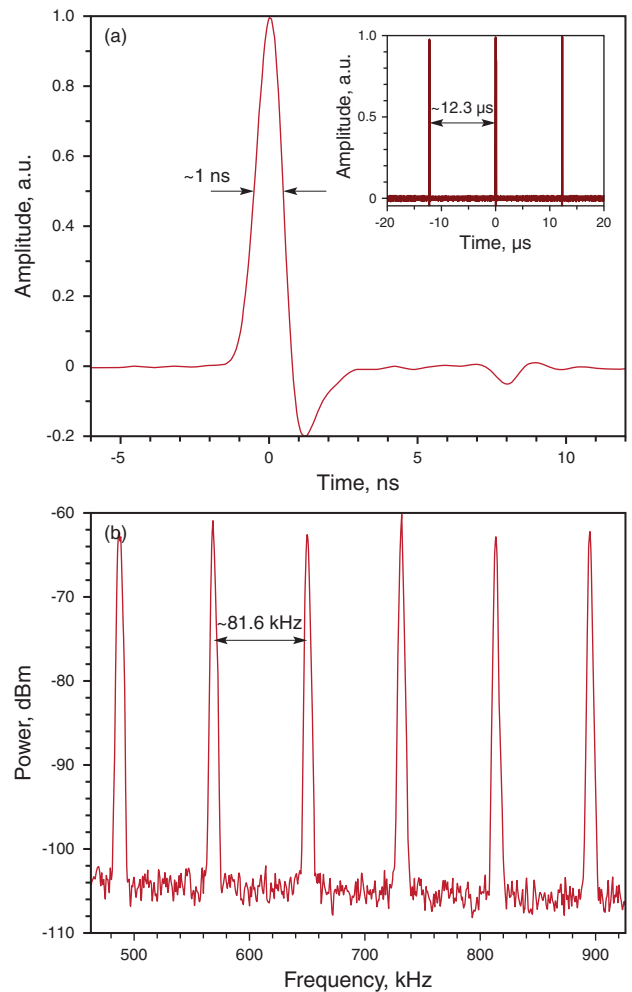 (a)
Amplitude, a.u.
1.0
0.8
0.6
0.4
0.2
0
-0.2
~1 ns
-5
0
5
10
Time, ns
Amplitude, a.u.
1.0
0.5
0
~12.3 µs
-20
-10
0
10
20
Time, µs
(b)
Power, dBm
-60
-70
-80
-90
-100
-110
~81.6 kHz
500
600
700
800
900
Frequency, kHz